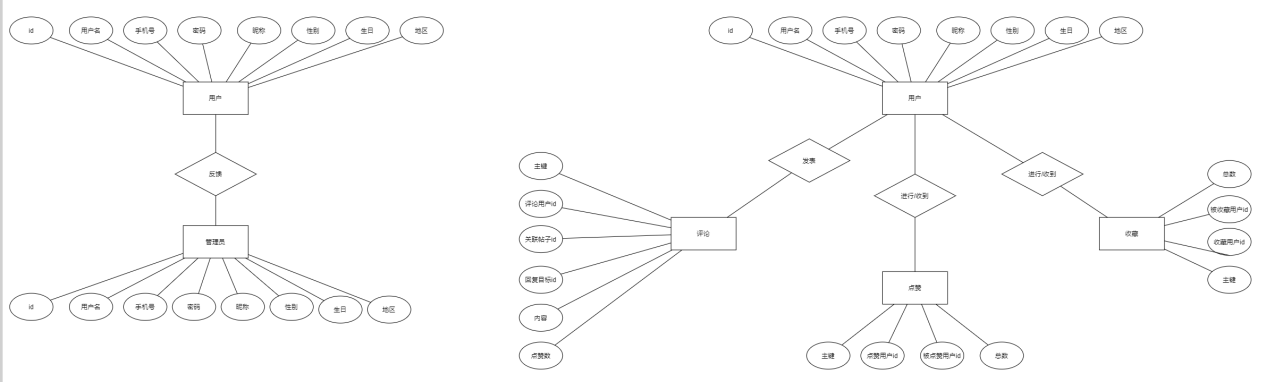 id
用户名
手机号
密码
昵称
性别
生日
地区
用户
反馈
管理员
id
用户名
手机号
密码
昵称
性别
生日
地区
id
用户名
手机号
密码
昵称
性别
生日
地区
用户
发表
进行/收到
进行/收到
主键
评论用户id
关联帖子id
回复目标id
内容
点赞数
评论
点赞
主键
点赞用户id
被点赞用户id
总数
收藏
总数
被收藏用户id
收藏用户id
主键